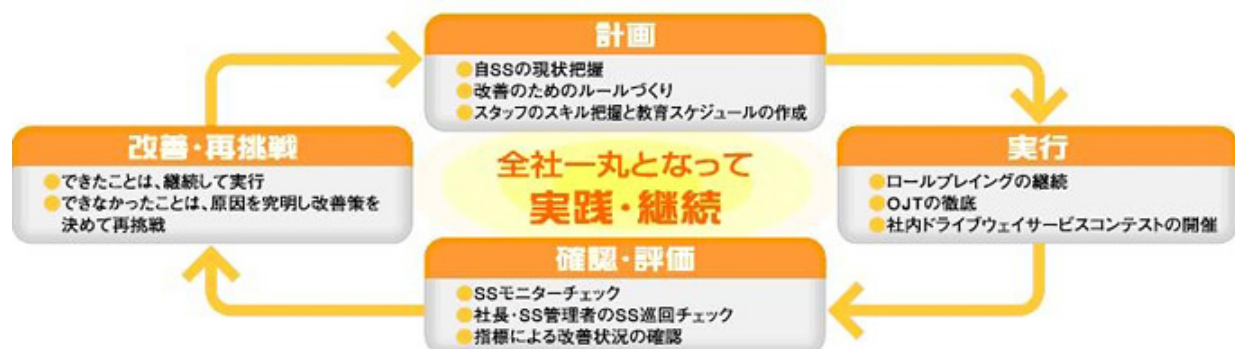 計画
●自SSの現状把握
●改善のためのルールづくり
●スタッフのスキル把握と教育スケジュールの作成
実行
●ロールプレイングの継続
●OJTの徹底
●社内ドライブウェイサービスコンテストの開催
確認・評価
●SSモニターチェック
●社長・SS管理者のSS巡回チェック
●指標による改善状況の確認
改善・再挑戦
●できたことは、継続して実行
●できなかったことは、原因を究明し改善策を
決めて再挑戦
全社一丸となって
実践・継続